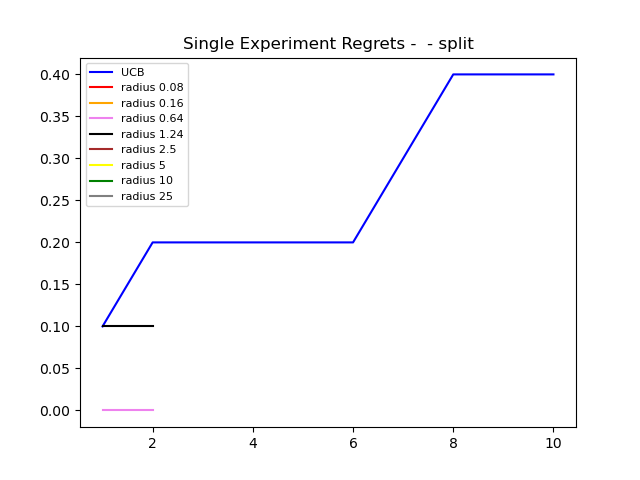 Single Experiment Regrets -  - split
UCB
radius 0.08
radius 0.16
radius 0.64
radius 1.24
radius 2.5
radius 5
radius 10
radius 25
0.40
0.35
0.30
0.25
0.20
0.15
0.10
0.05
0.00
2 4 6 8 10